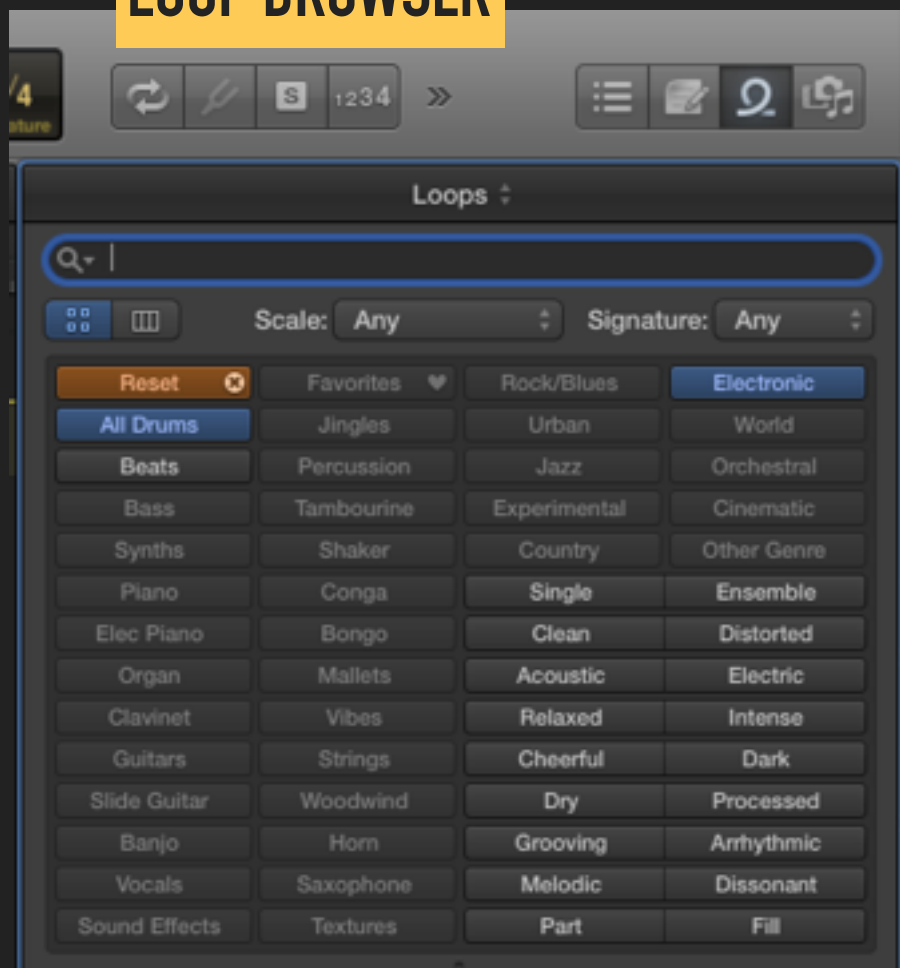 LOOP BROWSER
/4
ature
S
1234
Loops
Scale: Any Signature: Any
Reset Favorites Rock/Blues Electronic
All Drums Jingles Urban World
Beats Percussion Jazz Orchestral
Bass Tambourine Experimental Cinematic
Synths Shaker Country Other Genre
Piano Conga Single Ensemble
Elec Piano Bongo Clean Distorted
Organ Mallets Acoustic Electric
Clavinet Vibes Relaxed Intense
Guitars Strings Cheerful Dark
Slide Guitar Woodwind Dry Processed
Banjo Horn Grooving Arrhythmic
Vocals Saxophone Melodic Dissonant
Sound Effects Textures Part Fill